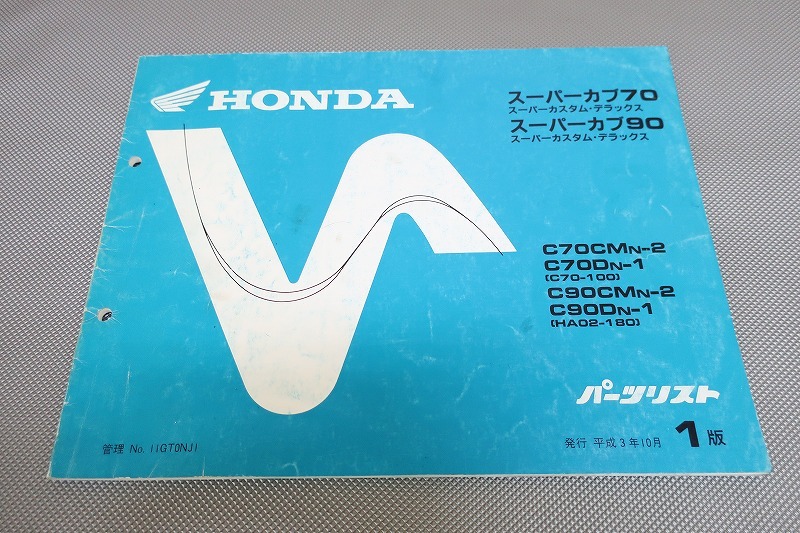 HONDA
スーパーカブ70
スーパーカスタム・デラックス
スーパーカブ90
スーパーカスタム・デラックス
C70CMN-2
C70DN-1
(C70-100)
C90CMN-2
C90DN-1
(HA02-180)
パーツリスト
管理 No. 11GT0NJ1
発行 平成3年10月 1版